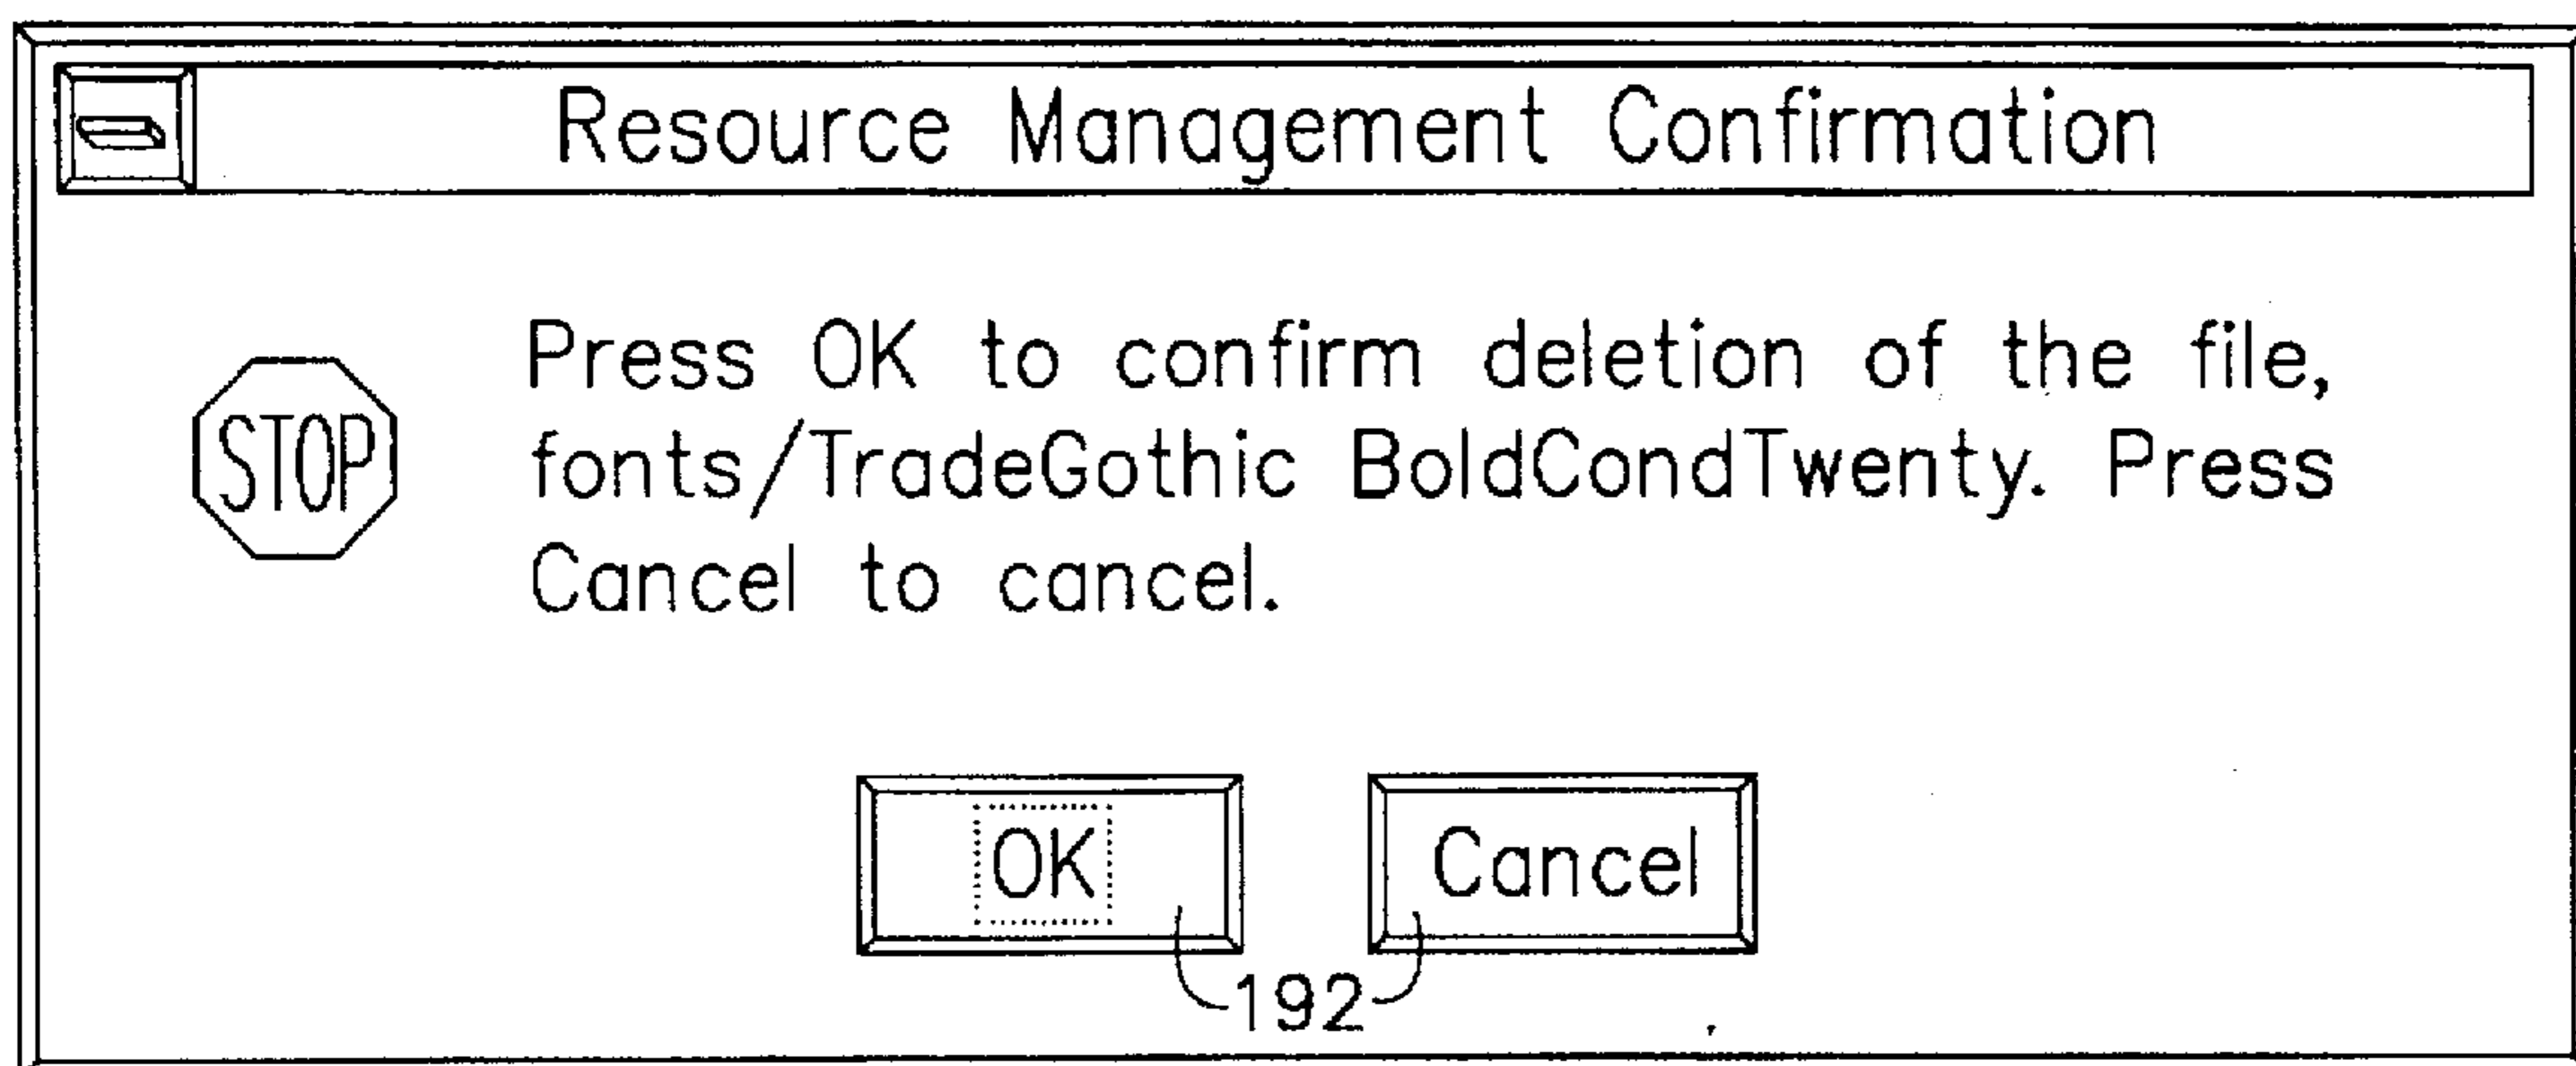 Resource Management Confirmation
STOP
Press OK to confirm deletion of the file,
fonts/TradeGothic BoldCondTwenty. Press
Cancel to cancel.
OK
Cancel
192